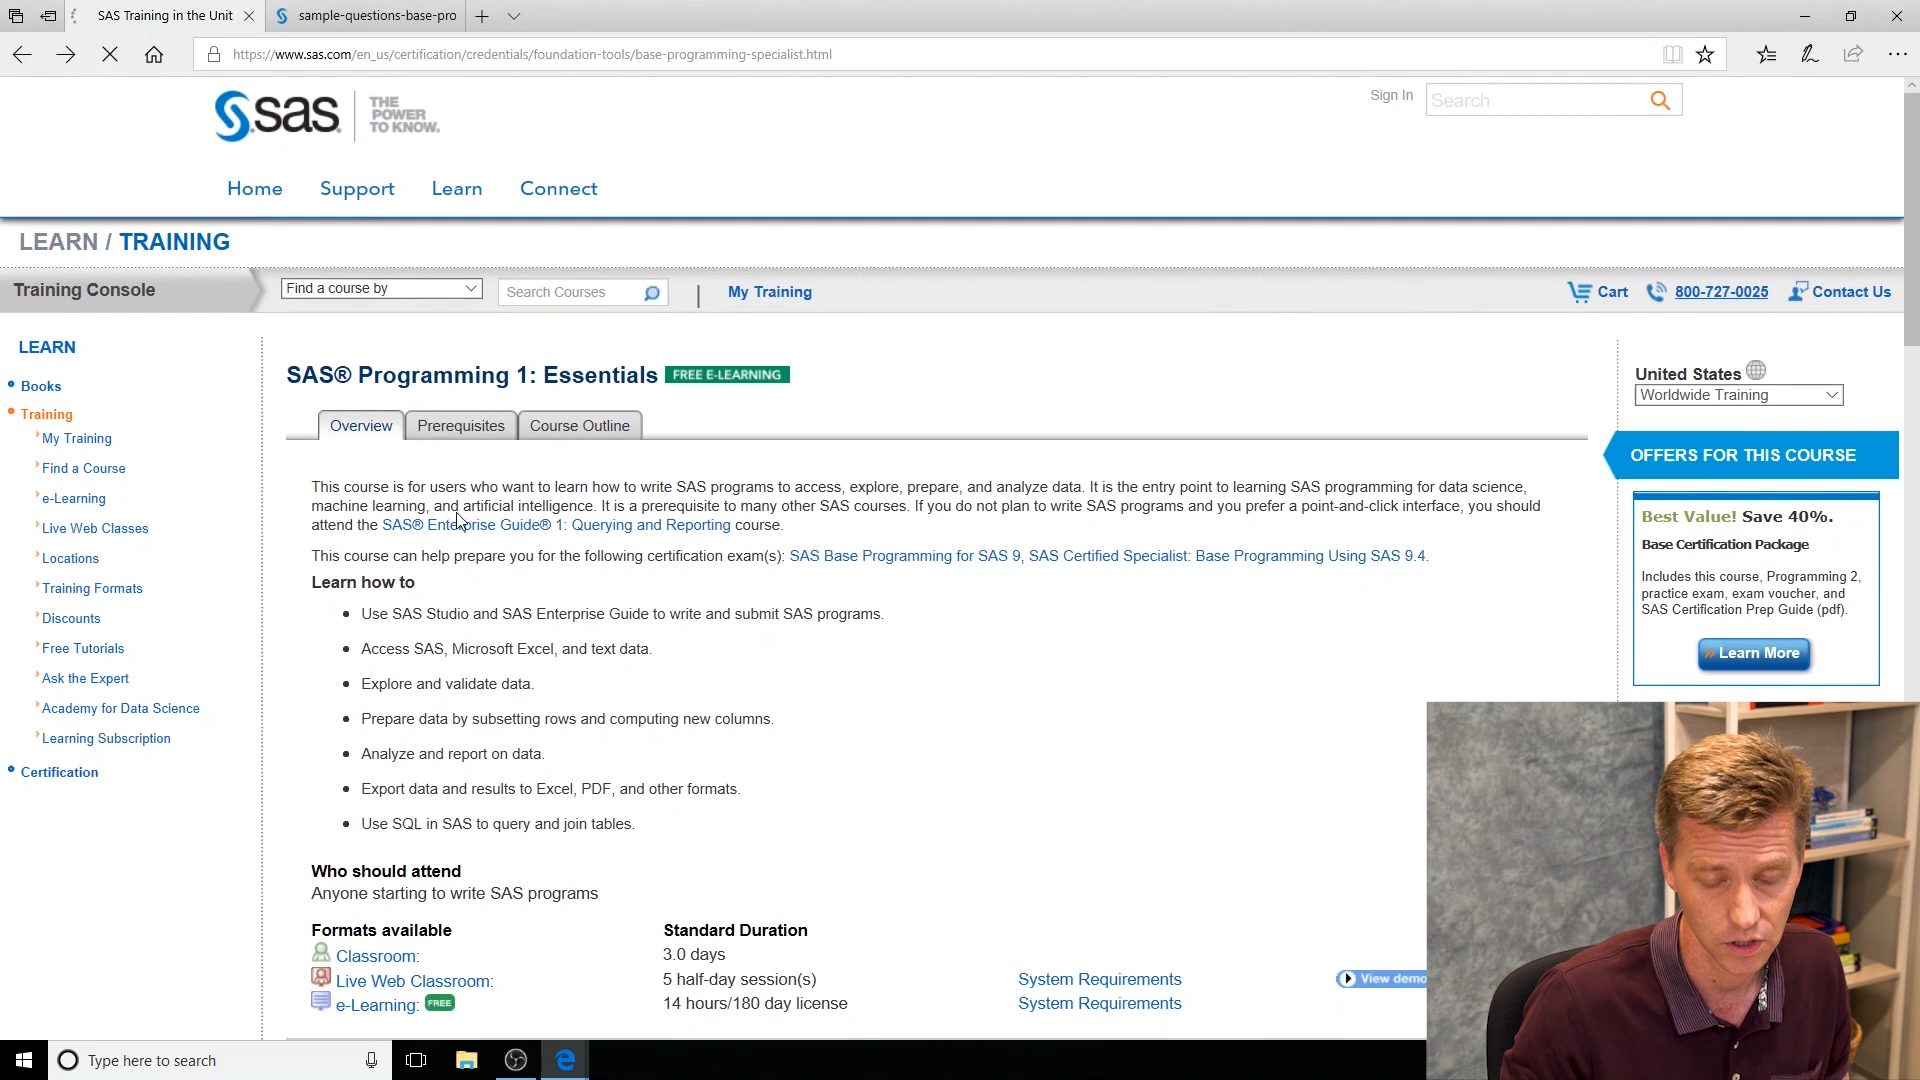 SAS Training in the Unit
sample-questions-base-pro
https://www.sas.com/en_us/certification/credentials/foundation-tools/base-programming-specialist.html
sas THE POWER TO KNOW.
Sign In
Search
Home Support Learn Connect
LEARN / TRAINING
Training Console
Find a course by
Search Courses
| My Training
Cart
800-727-0025
Contact Us
LEARN
Books
Training
My Training
Find a Course
e-Learning
Live Web Classes
Locations
Training Formats
Discounts
Free Tutorials
Ask the Expert
Academy for Data Science
Learning Subscription
Certification
SAS® Programming 1: Essentials FREE E-LEARNING
Overview Prerequisites Course Outline
This course is for users who want to learn how to write SAS programs to access, explore, prepare, and analyze data. It is the entry point to learning SAS programming for data science,
machine learning, and artificial intelligence. It is a prerequisite to many other SAS courses. If you do not plan to write SAS programs and you prefer a point-and-click interface, you should
attend the SAS® Enterprise Guide® 1: Querying and Reporting course.
This course can help prepare you for the following certification exam(s): SAS Base Programming for SAS 9, SAS Certified Specialist: Base Programming Using SAS 9.4.
Learn how to
Use SAS Studio and SAS Enterprise Guide to write and submit SAS programs.
Access SAS, Microsoft Excel, and text data.
Explore and validate data.
Prepare data by subsetting rows and computing new columns.
Analyze and report on data.
Export data and results to Excel, PDF, and other formats.
Use SQL in SAS to query and join tables.
Who should attend
Anyone starting to write SAS programs
Formats available Standard Duration
Classroom: 3.0 days
Live Web Classroom: 5 half-day session(s) System Requirements View demo
e-Learning: FREE 14 hours/180 day license System Requirements
United States
Worldwide Training
OFFERS FOR THIS COURSE
Best Value! Save 40%.
Base Certification Package
Includes this course, Programming 2,
practice exam, exam voucher, and
SAS Certification Prep Guide (pdf).
» Learn More
Type here to search